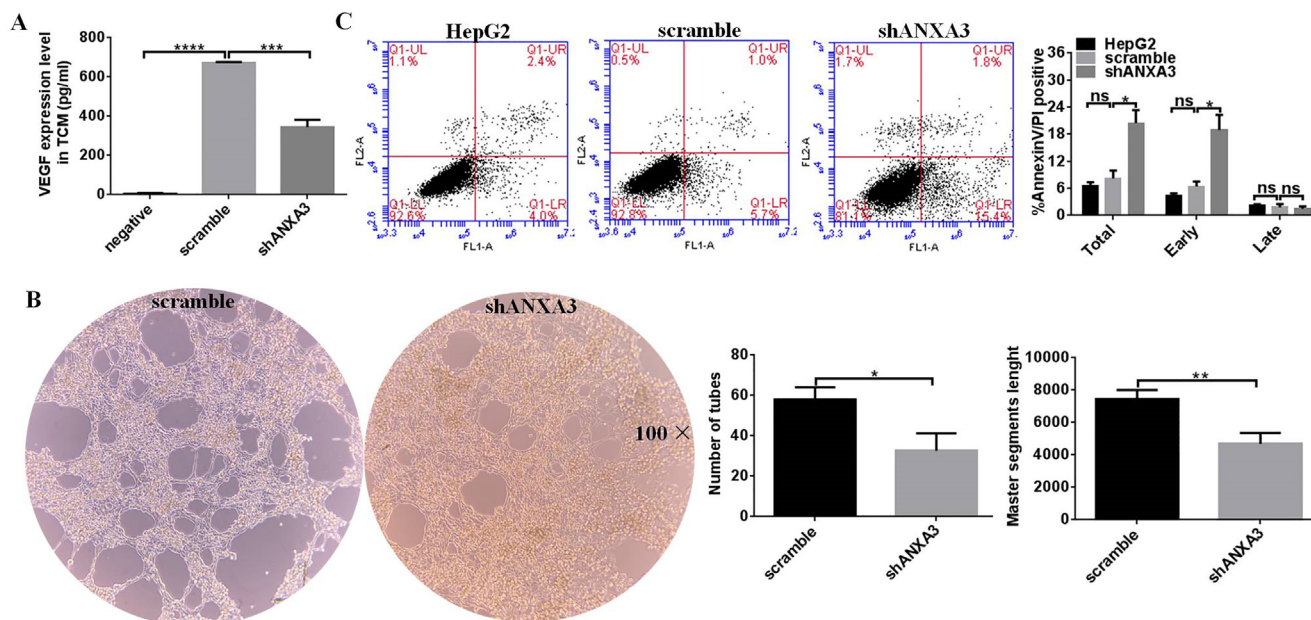 A
VEGF expression level
in TCM (pg/ml)
800
600
400
200
0
****
***
negative
scramble
shANXA3
C
HepG2
Q1-UL
1.1%
Q1-UR
2.4%
Q1-LL
92.6%
Q1-LR
4.0%
FL2-A
FL1-A
scramble
Q1-UL
0.5%
Q1-UR
1.0%
Q1-LL
92.8%
Q1-LR
5.7%
FL2-A
FL1-A
shANXA3
Q1-UL
1.7%
Q1-UR
1.8%
Q1-LL
81.1%
Q1-LR
15.4%
FL2-A
FL1-A
HepG2
scramble
shANXA3
%AnnexinV/PI positive
36
30
24
18
12
6
0
ns
*
ns
*
ns
ns
Total
Early
Late
B
scramble
shANXA3
100 ×
Number of tubes
80
60
40
20
0
*
scramble
shANXA3
Master segments lenght
10000
8000
6000
4000
2000
0
**
scramble
shANXA3